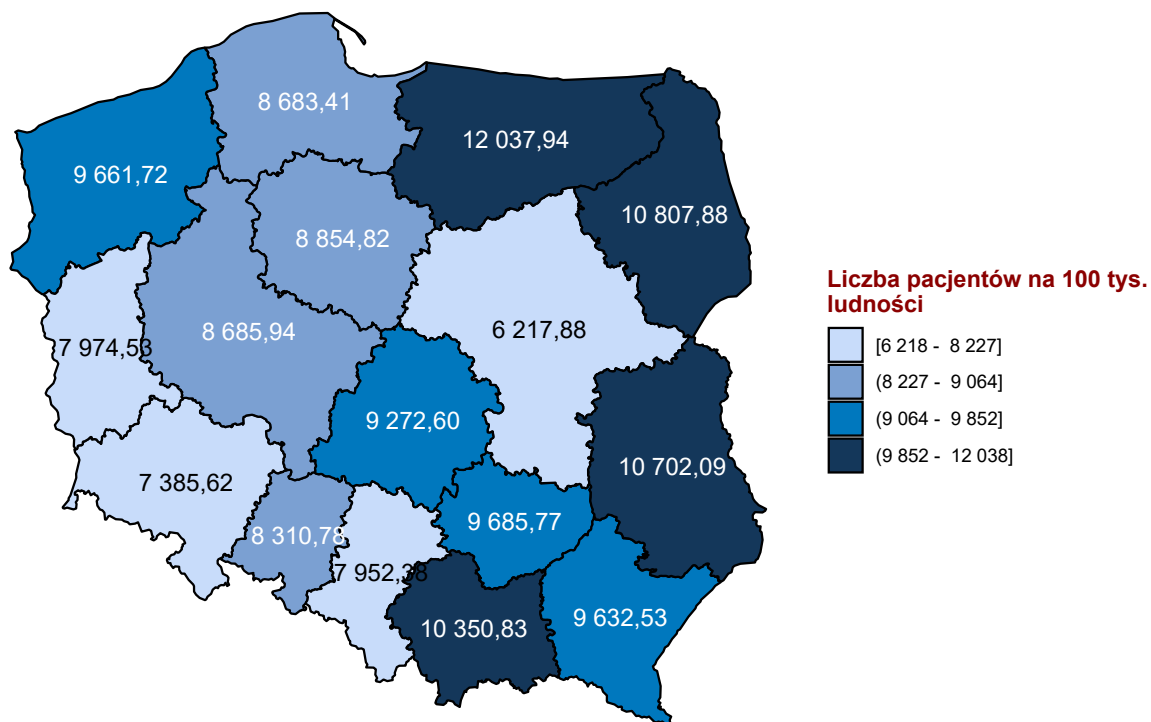 8 683,41
12 037,94
9 661,72
10 807,88
8 854,82
6 217,88
8 685,94
7 974,53
9 272,60
10 702,09
7 385,62
9 685,77
8 310,78
7 952,38
9 632,53
10 350,83
Liczba pacjentów na 100 tys.
ludności
[6 218 - 8 227]
(8 227 - 9 064]
(9 064 - 9 852]
(9 852 - 12 038]